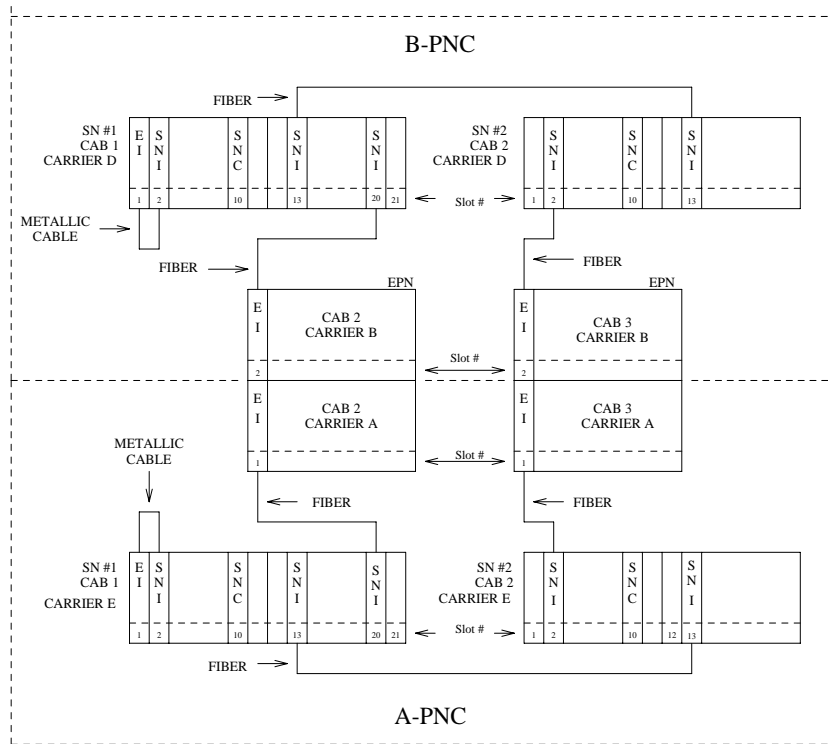 B-PNC
FIBER
SN #1
CAB 1
CARRIER D
E I
S N I
S N C
S N I
S N I
1 2 10 13 20 21
Slot #
SN #2
CAB 2
CARRIER D
S N I
S N C
S N I
1 2 10 13
METALLIC
CABLE
FIBER
FIBER
EPN
E I
CAB 2
CARRIER B
2
Slot #
EPN
E I
CAB 3
CARRIER B
2
E I
CAB 2
CARRIER A
1
Slot #
E I
CAB 3
CARRIER A
1
METALLIC
CABLE
FIBER
FIBER
SN #1
CAB 1
CARRIER E
E I
S N I
S N C
S N I
S N I
1 2 10 13 20 21
Slot #
SN #2
CAB 2
CARRIER E
S N I
S N C
S N I
1 2 10 12 13
FIBER
A-PNC